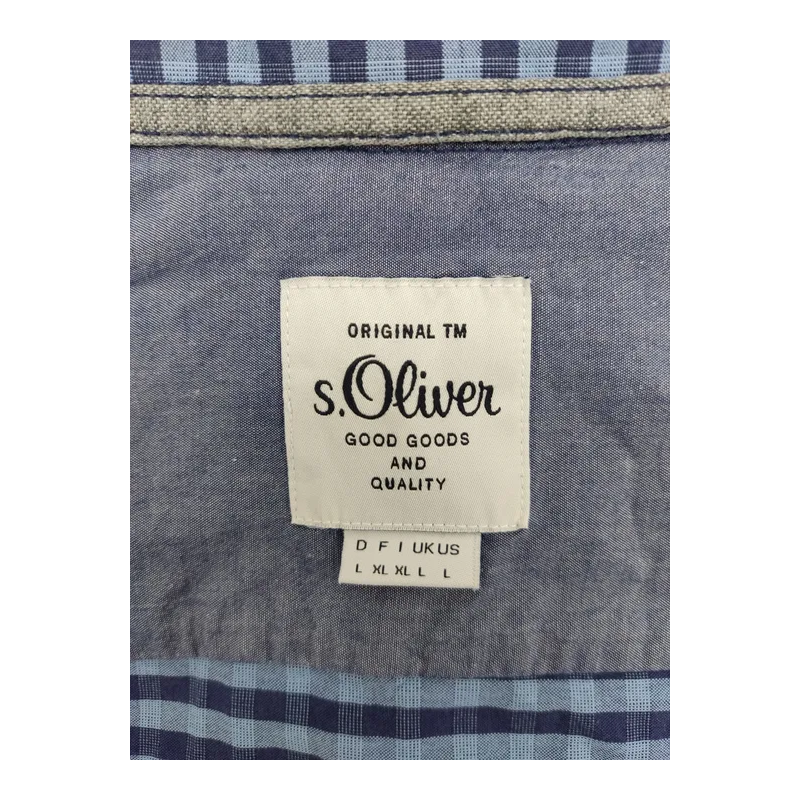 ORIGINAL TM
s.Oliver
GOOD GOODS
AND
QUALITY
D F I UK US
L XL XL L L